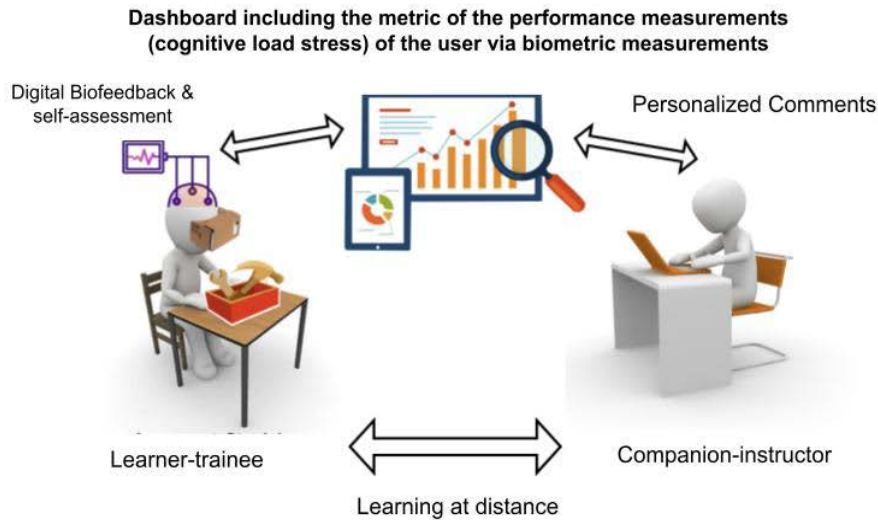 Dashboard including the metric of the performance measurements
(cognitive load stress) of the user via biometric measurements
Digital Biofeedback &
self-assessment
Personalized Comments
Learner-trainee
Companion-instructor
Learning at distance